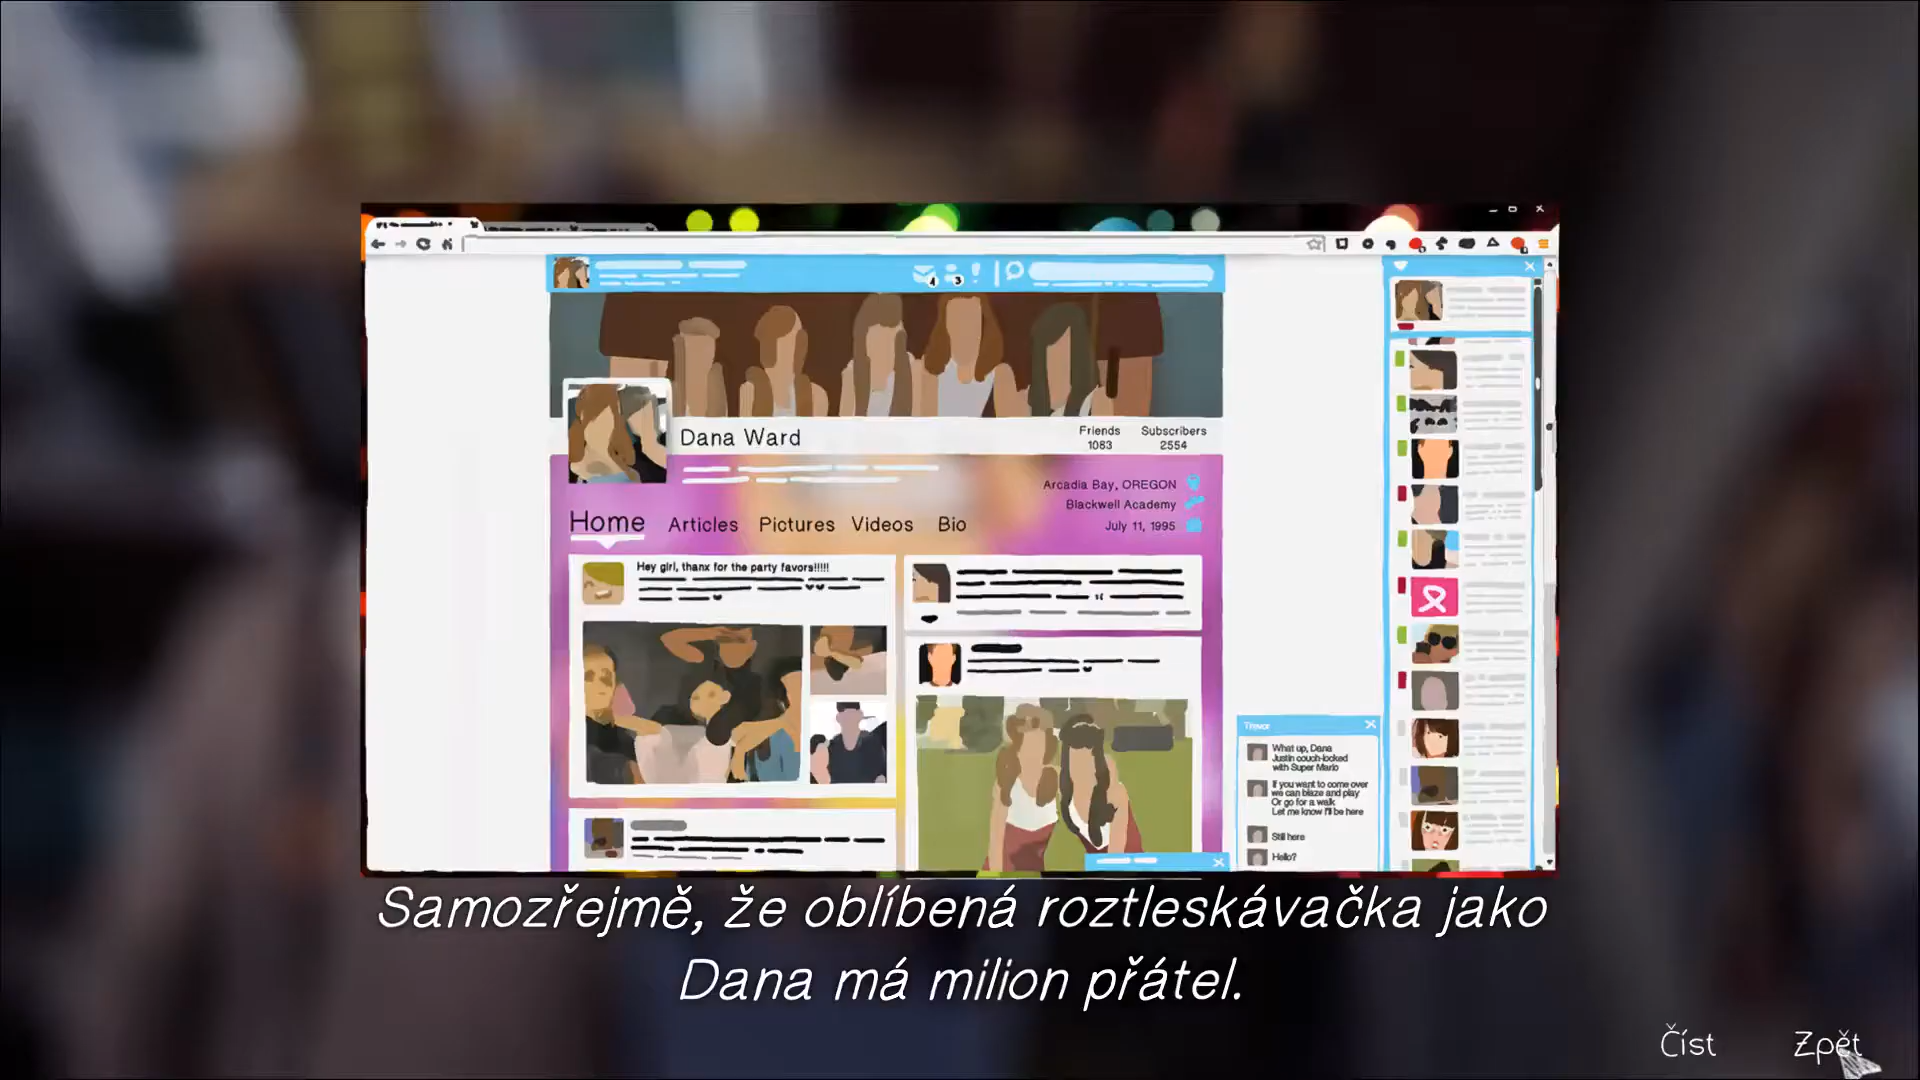 4
3
Dana Ward
Friends
1083
Subscribers
2554
Arcadia Bay, OREGON
Blackwell Academy
July 11, 1995
Home
Articles
Pictures
Videos
Bio
Hey girl, thanx for the party favors!!!!!
Trevor
What up, Dana
Justin couch-locked
with Super Mario
If you want to come over
we can blaze and play
Or go for a walk
Let me know I'll be here
Still here
Hello?
Samozřejmě, že oblíbená roztleskávačka jako
Dana má milion přátel.
Číst
Zpět